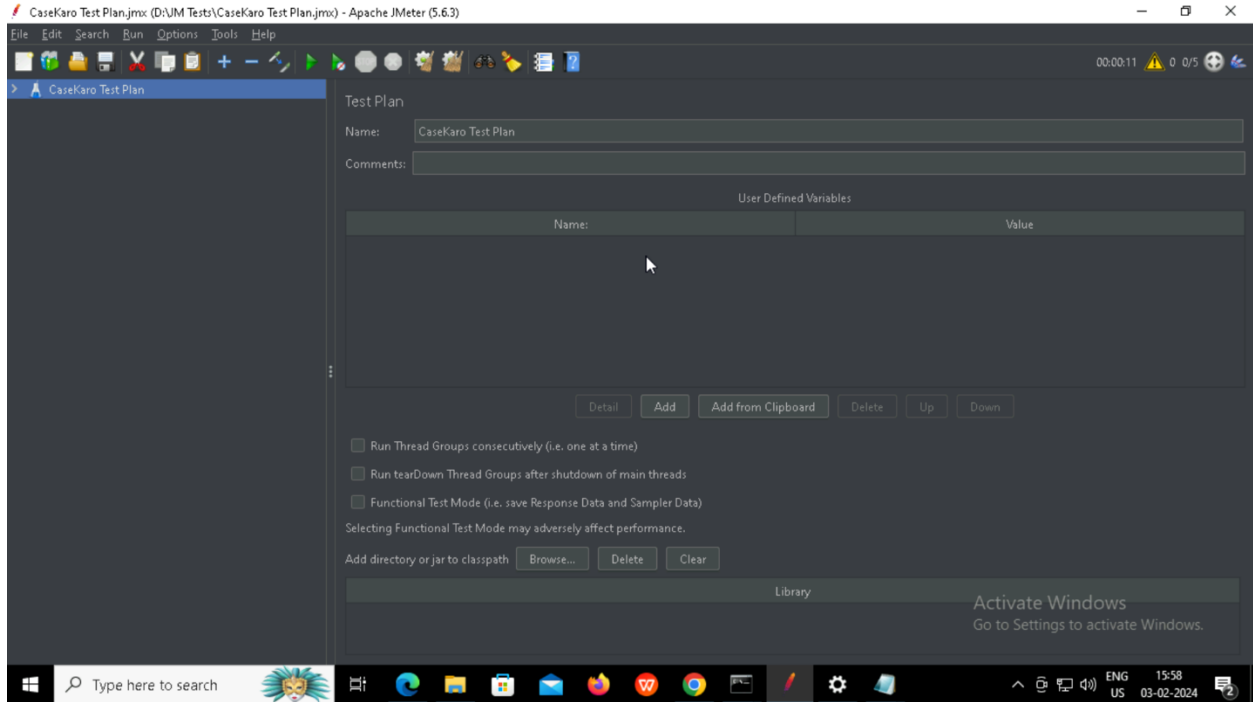 CaseKaro Test Plan.jmx (D:\JM Tests\CaseKaro Test Plan.jmx) - Apache JMeter (5.6.3)
File Edit Search Run Options Tools Help
00:00:11 0 0/5
CaseKaro Test Plan
Test Plan
Name: CaseKaro Test Plan
Comments:
User Defined Variables
Name: Value
Detail Add Add from Clipboard Delete Up Down
Run Thread Groups consecutively (i.e. one at a time)
Run tearDown Thread Groups after shutdown of main threads
Functional Test Mode (i.e. save Response Data and Sampler Data)
Selecting Functional Test Mode may adversely affect performance.
Add directory or jar to classpath Browse... Delete Clear
Library
Activate Windows
Go to Settings to activate Windows.
Type here to search
ENG 15:58
US 03-02-2024
2